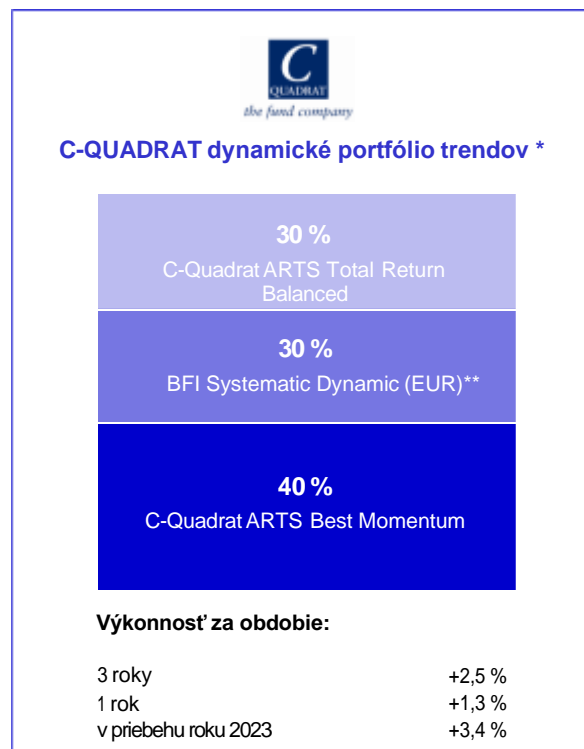 C
QUADRAT
the fund company
C-QUADRAT dynamické portfólio trendov *
30 %
C-Quadrat ARTS Total Return
Balanced
30 %
BFI Systematic Dynamic (EUR)**
40 %
C-Quadrat ARTS Best Momentum
Výkonnosť za obdobie:
3 roky +2,5 %
1 rok +1,3 %
v priebehu roku 2023 +3,4 %